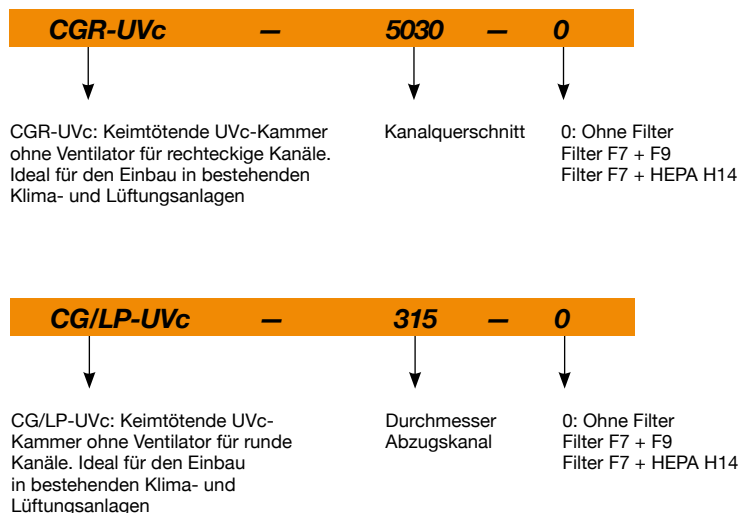 CGR-UVc – 5030 – 0
CGR-UVc: Keimtötende UVc-Kammer
ohne Ventilator für rechteckige Kanäle.
Ideal für den Einbau in bestehenden
Klima- und Lüftungsanlagen
Kanalquerschnitt
0: Ohne Filter
Filter F7 + F9
Filter F7 + HEPA H14
CG/LP-UVc – 315 – 0
CG/LP-UVc: Keimtötende UVc-
Kammer ohne Ventilator für runde
Kanäle. Ideal für den Einbau
in bestehenden Klima- und
Lüftungsanlagen
Durchmesser
Abzugskanal
0: Ohne Filter
Filter F7 + F9
Filter F7 + HEPA H14